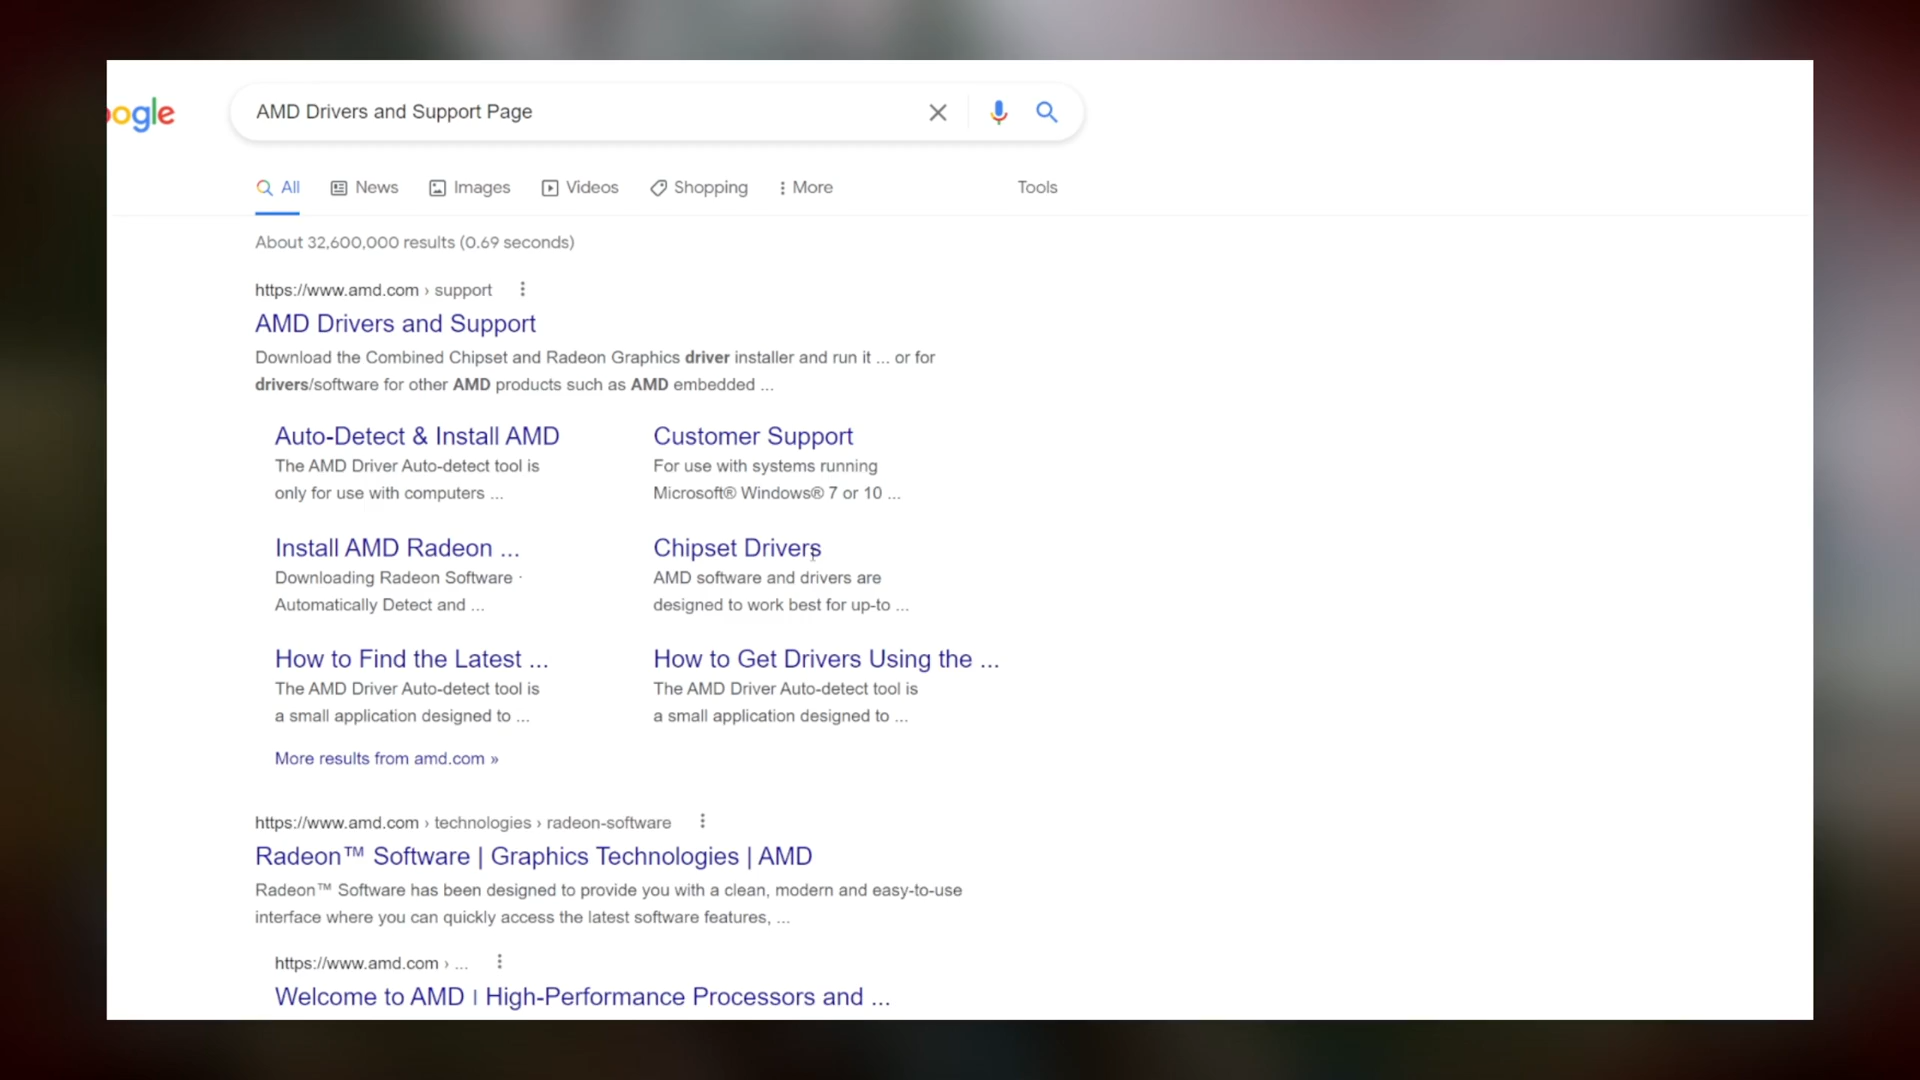 ogle
AMD Drivers and Support Page
All News Images Videos Shopping More Tools
About 32,600,000 results (0.69 seconds)
https://www.amd.com › support
AMD Drivers and Support
Download the Combined Chipset and Radeon Graphics driver installer and run it ... or for
drivers/software for other AMD products such as AMD embedded ...
Auto-Detect & Install AMD
The AMD Driver Auto-detect tool is
only for use with computers ...
Customer Support
For use with systems running
Microsoft® Windows® 7 or 10 ...
Install AMD Radeon ...
Downloading Radeon Software ·
Automatically Detect and ...
Chipset Drivers
AMD software and drivers are
designed to work best for up-to ...
How to Find the Latest ...
The AMD Driver Auto-detect tool is
a small application designed to ...
How to Get Drivers Using the ...
The AMD Driver Auto-detect tool is
a small application designed to ...
More results from amd.com »
https://www.amd.com › technologies › radeon-software
Radeon™ Software | Graphics Technologies | AMD
Radeon™ Software has been designed to provide you with a clean, modern and easy-to-use
interface where you can quickly access the latest software features, ...
https://www.amd.com › ...
Welcome to AMD ׀ High-Performance Processors and ...